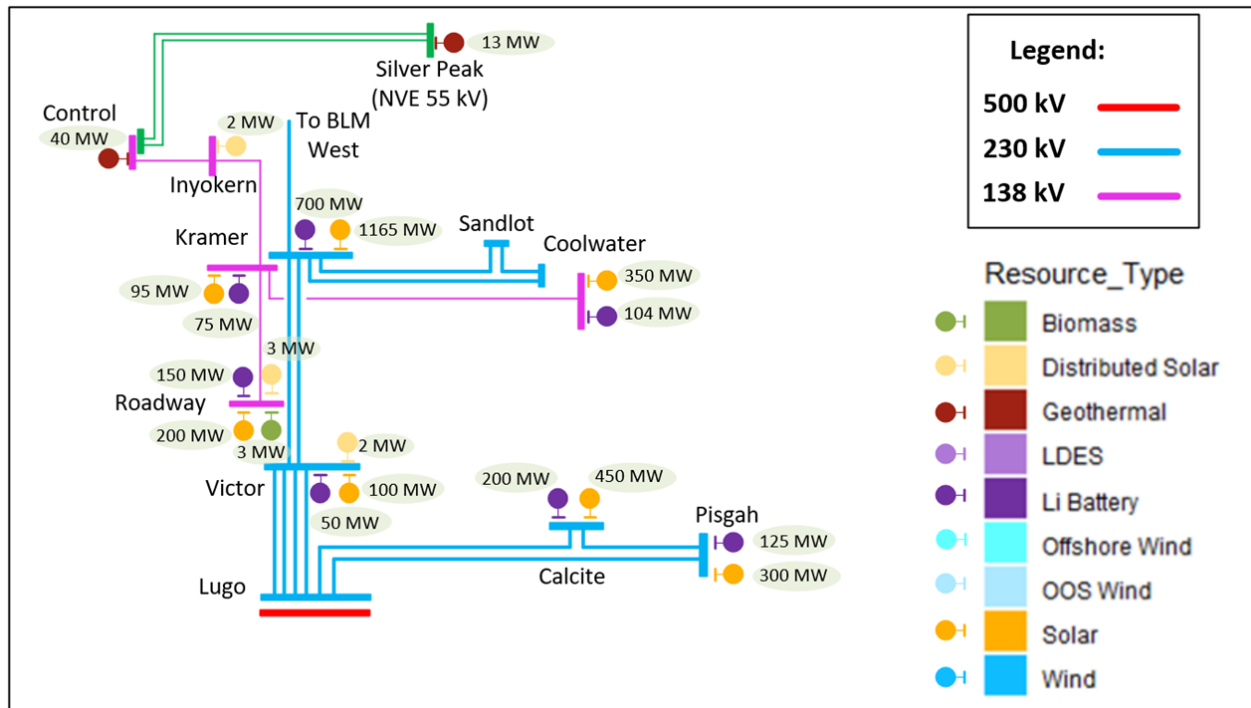 13 MW
Silver Peak
(NVE 55 kV)
Control
40 MW
2 MW
Inyokern
To BLM
West
700 MW
1165 MW
Kramer
Sandlot
Coolwater
95 MW
75 MW
350 MW
104 MW
3 MW
150 MW
Roadway
200 MW
3 MW
2 MW
Victor
100 MW
50 MW
200 MW
450 MW
Calcite
Pisgah
125 MW
300 MW
Lugo
Legend:
500 kV
230 kV
138 kV
Resource_Type
Biomass
Distributed Solar
Geothermal
LDES
Li Battery
Offshore Wind
OOS Wind
Solar
Wind